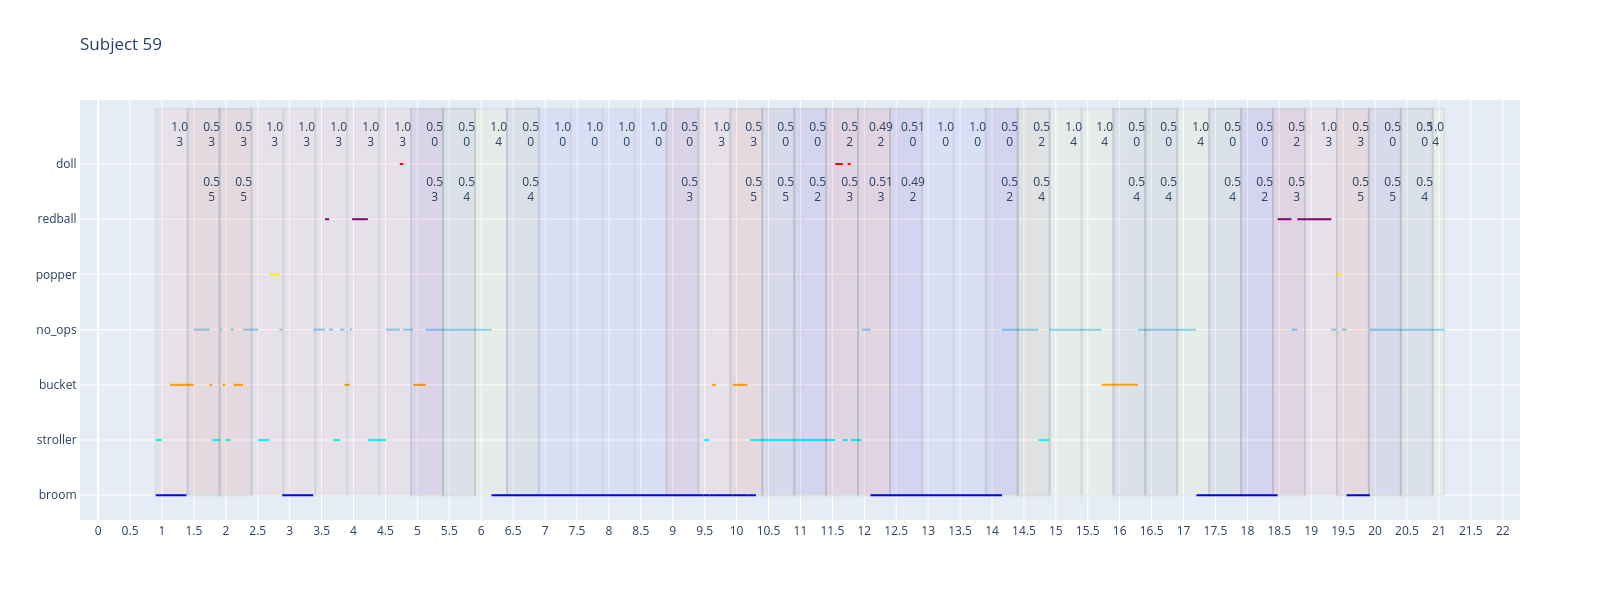 Subject 59
1.0 0.5 0.5 1.0 1.0 1.0 1.0 1.0 0.5 0.5 1.0 0.5 1.0 1.0 1.0 1.0 0.5 1.0 0.5 0.5 0.5 0.5 0.49 0.51 1.0 1.0 0.5 0.5 1.0 1.0 0.5 0.5 1.0 0.5 0.5 0.5 1.0 0.5 0.5 0.5 1.0
3 3 3 3 3 3 3 3 0 0 4 0 0 0 0 0 0 3 3 0 0 2 2 0 0 0 0 2 4 4 0 0 4 0 0 2 3 3 0 0 4
doll
0.5 0.5 0.5 0.5 0.5 0.5 0.5 0.5 0.5 0.5 0.51 0.49 0.5 0.5 0.5 0.5 0.5 0.5 0.5 0.5 0.5 0.5
5 5 3 4 4 3 5 5 2 3 3 2 2 4 4 4 4 2 3 5 5 4
redball
popper
no_ops
bucket
stroller
broom
0 0.5 1 1.5 2 2.5 3 3.5 4 4.5 5 5.5 6 6.5 7 7.5 8 8.5 9 9.5 10 10.5 11 11.5 12 12.5 13 13.5 14 14.5 15 15.5 16 16.5 17 17.5 18 18.5 19 19.5 20 20.5 21 21.5 22